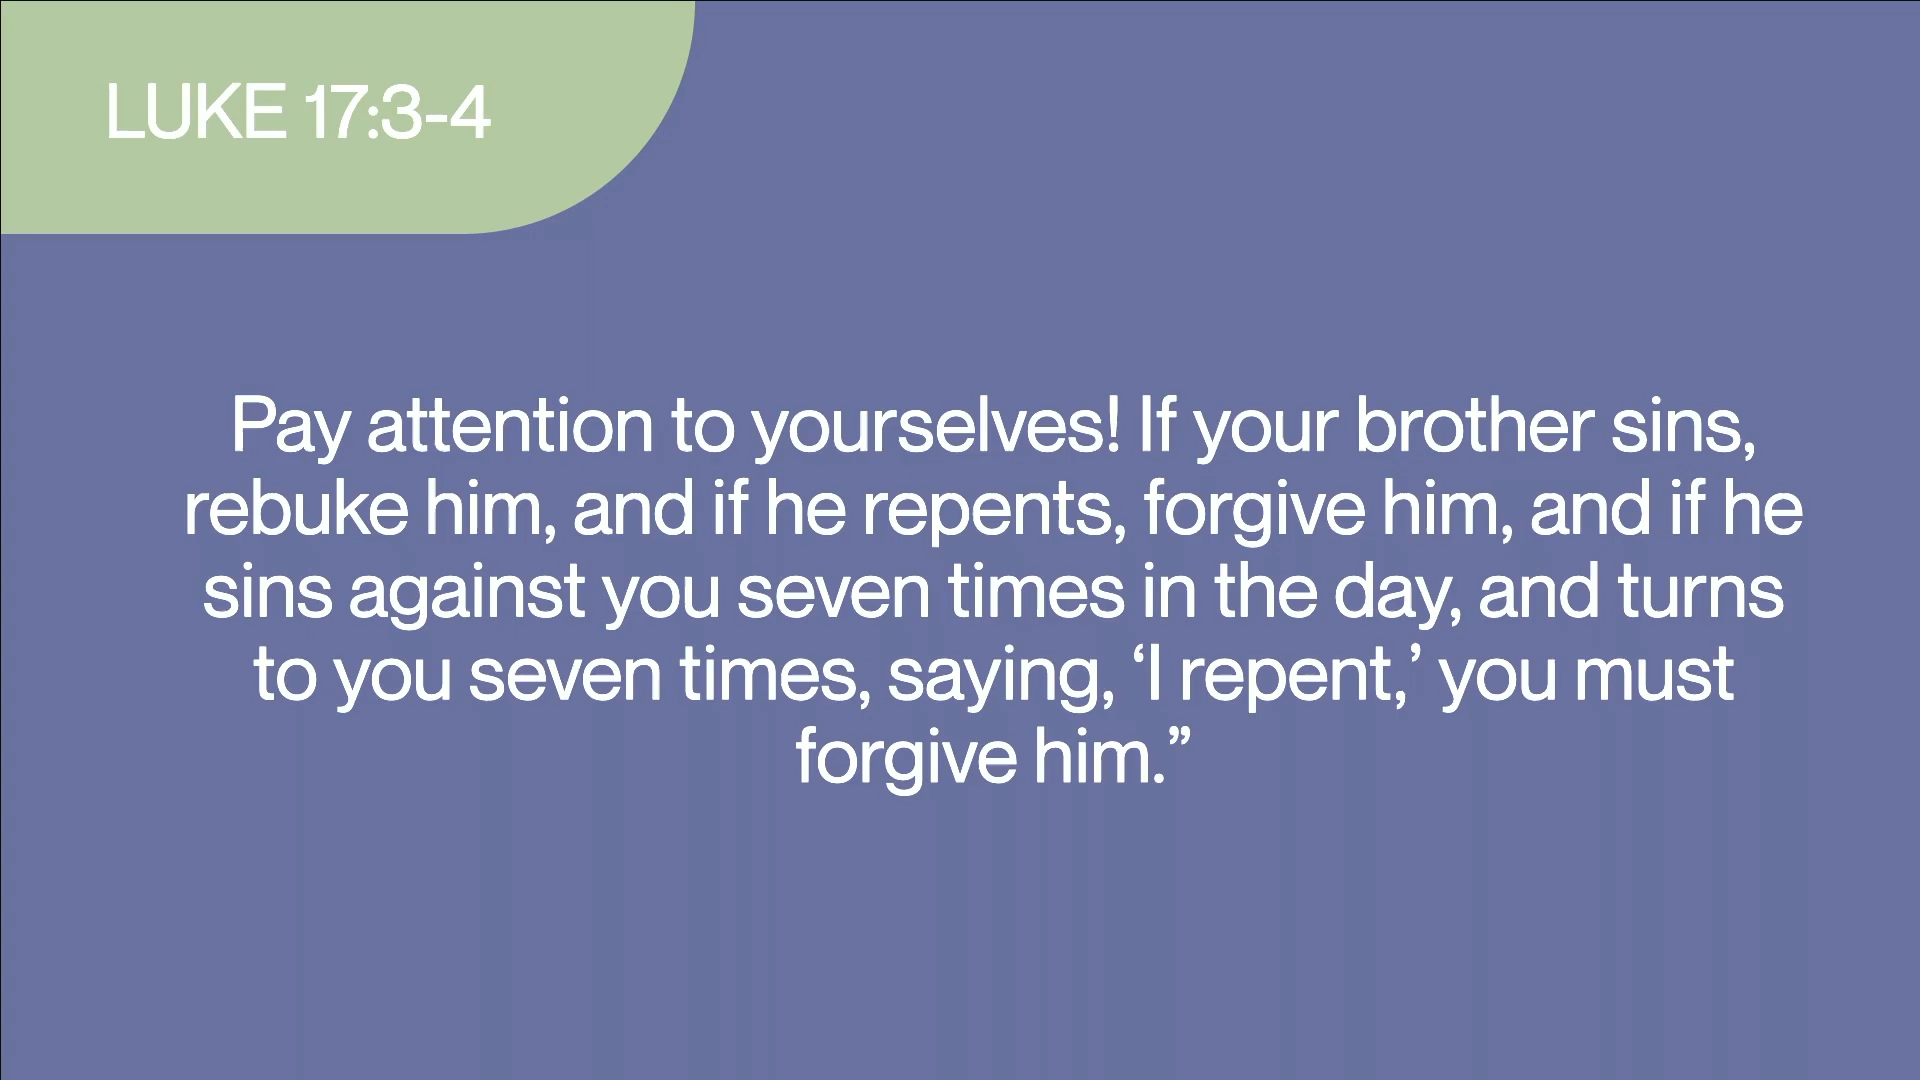 LUKE 17:3-4
Pay attention to yourselves! If your brother sins,
rebuke him, and if he repents, forgive him, and if he
sins against you seven times in the day, and turns
to you seven times, saying, ‘I repent,’ you must
forgive him.”